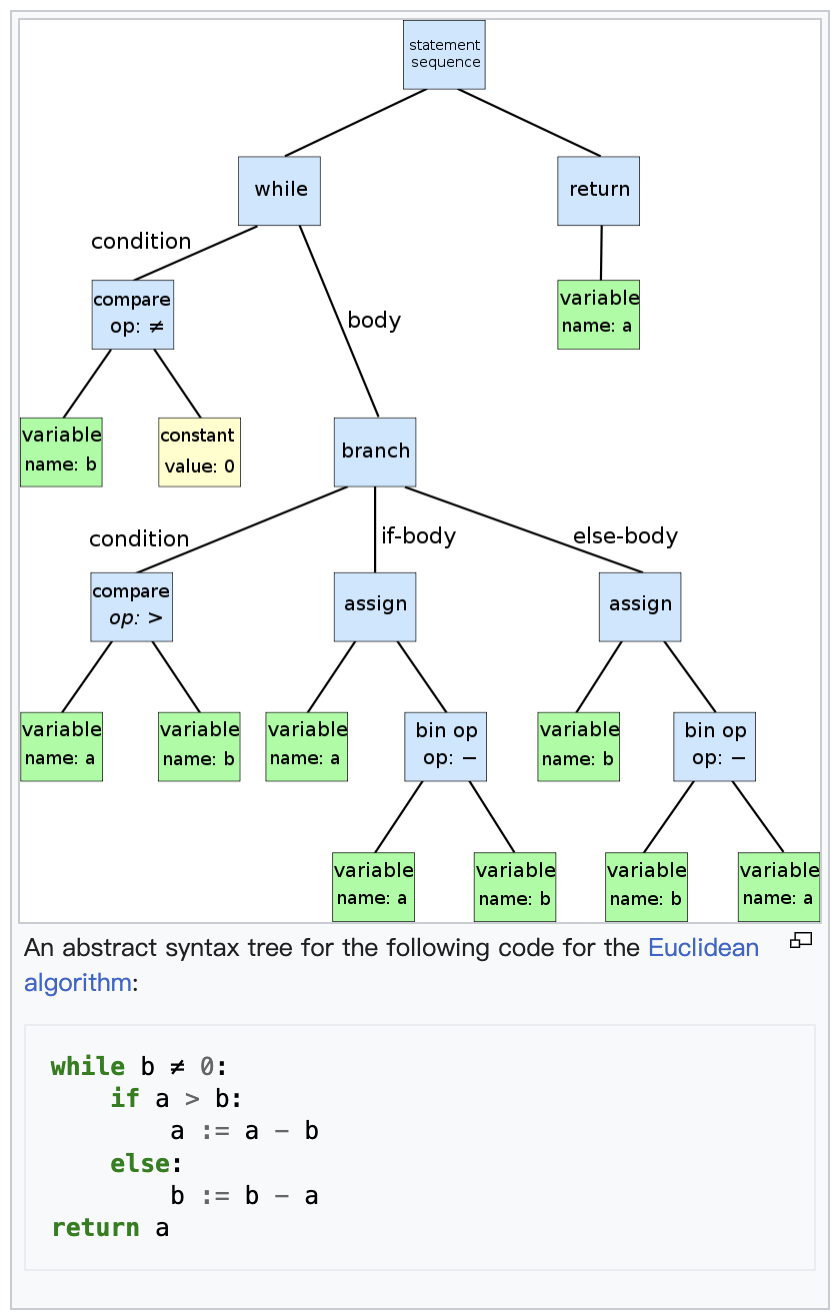 statement
sequence
while
return
condition
compare
op: ≠
body
variable
name: a
variable
name: b
constant
value: 0
branch
condition
if-body
else-body
compare
op: >
assign
assign
variable
name: a
variable
name: b
variable
name: a
bin op
op: −
variable
name: b
bin op
op: −
variable
name: a
variable
name: b
variable
name: b
variable
name: a
An abstract syntax tree for the following code for the Euclidean
algorithm:
while b ≠ 0:
    if a > b:
        a := a − b
    else:
        b := b − a
return a